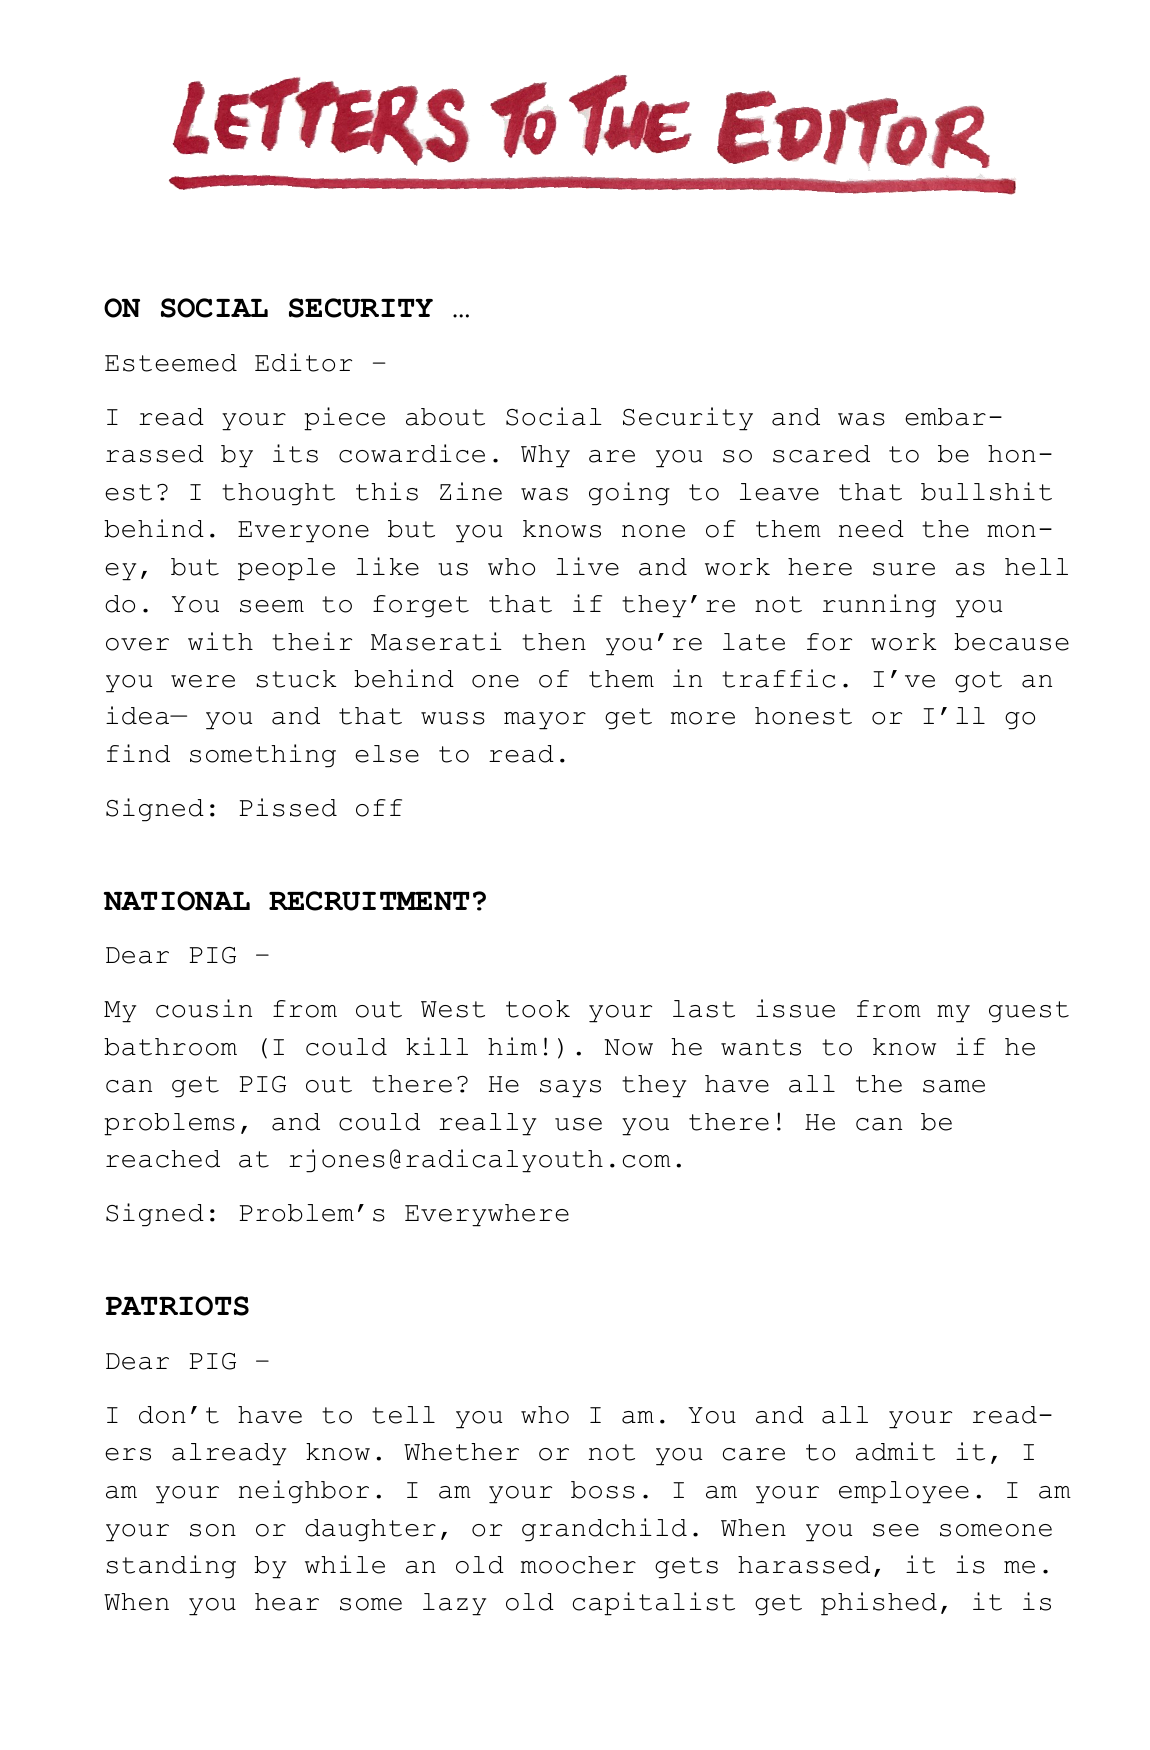 LETTERS TO THE EDITOR
ON SOCIAL SECURITY …
Esteemed Editor –
I read your piece about Social Security and was embar-
rassed by its cowardice. Why are you so scared to be hon-
est? I thought this Zine was going to leave that bullshit
behind. Everyone but you knows none of them need the mon-
ey, but people like us who live and work here sure as hell
do. You seem to forget that if they’re not running you
over with their Maserati then you’re late for work because
you were stuck behind one of them in traffic. I’ve got an
idea— you and that wuss mayor get more honest or I’ll go
find something else to read.
Signed: Pissed off
NATIONAL RECRUITMENT?
Dear PIG –
My cousin from out West took your last issue from my guest
bathroom (I could kill him!). Now he wants to know if he
can get PIG out there? He says they have all the same
problems, and could really use you there! He can be
reached at rjones@radicalyouth.com.
Signed: Problem’s Everywhere
PATRIOTS
Dear PIG –
I don’t have to tell you who I am. You and all your read-
ers already know. Whether or not you care to admit it, I
am your neighbor. I am your boss. I am your employee. I am
your son or daughter, or grandchild. When you see someone
standing by while an old moocher gets harassed, it is me.
When you hear some lazy old capitalist get phished, it is